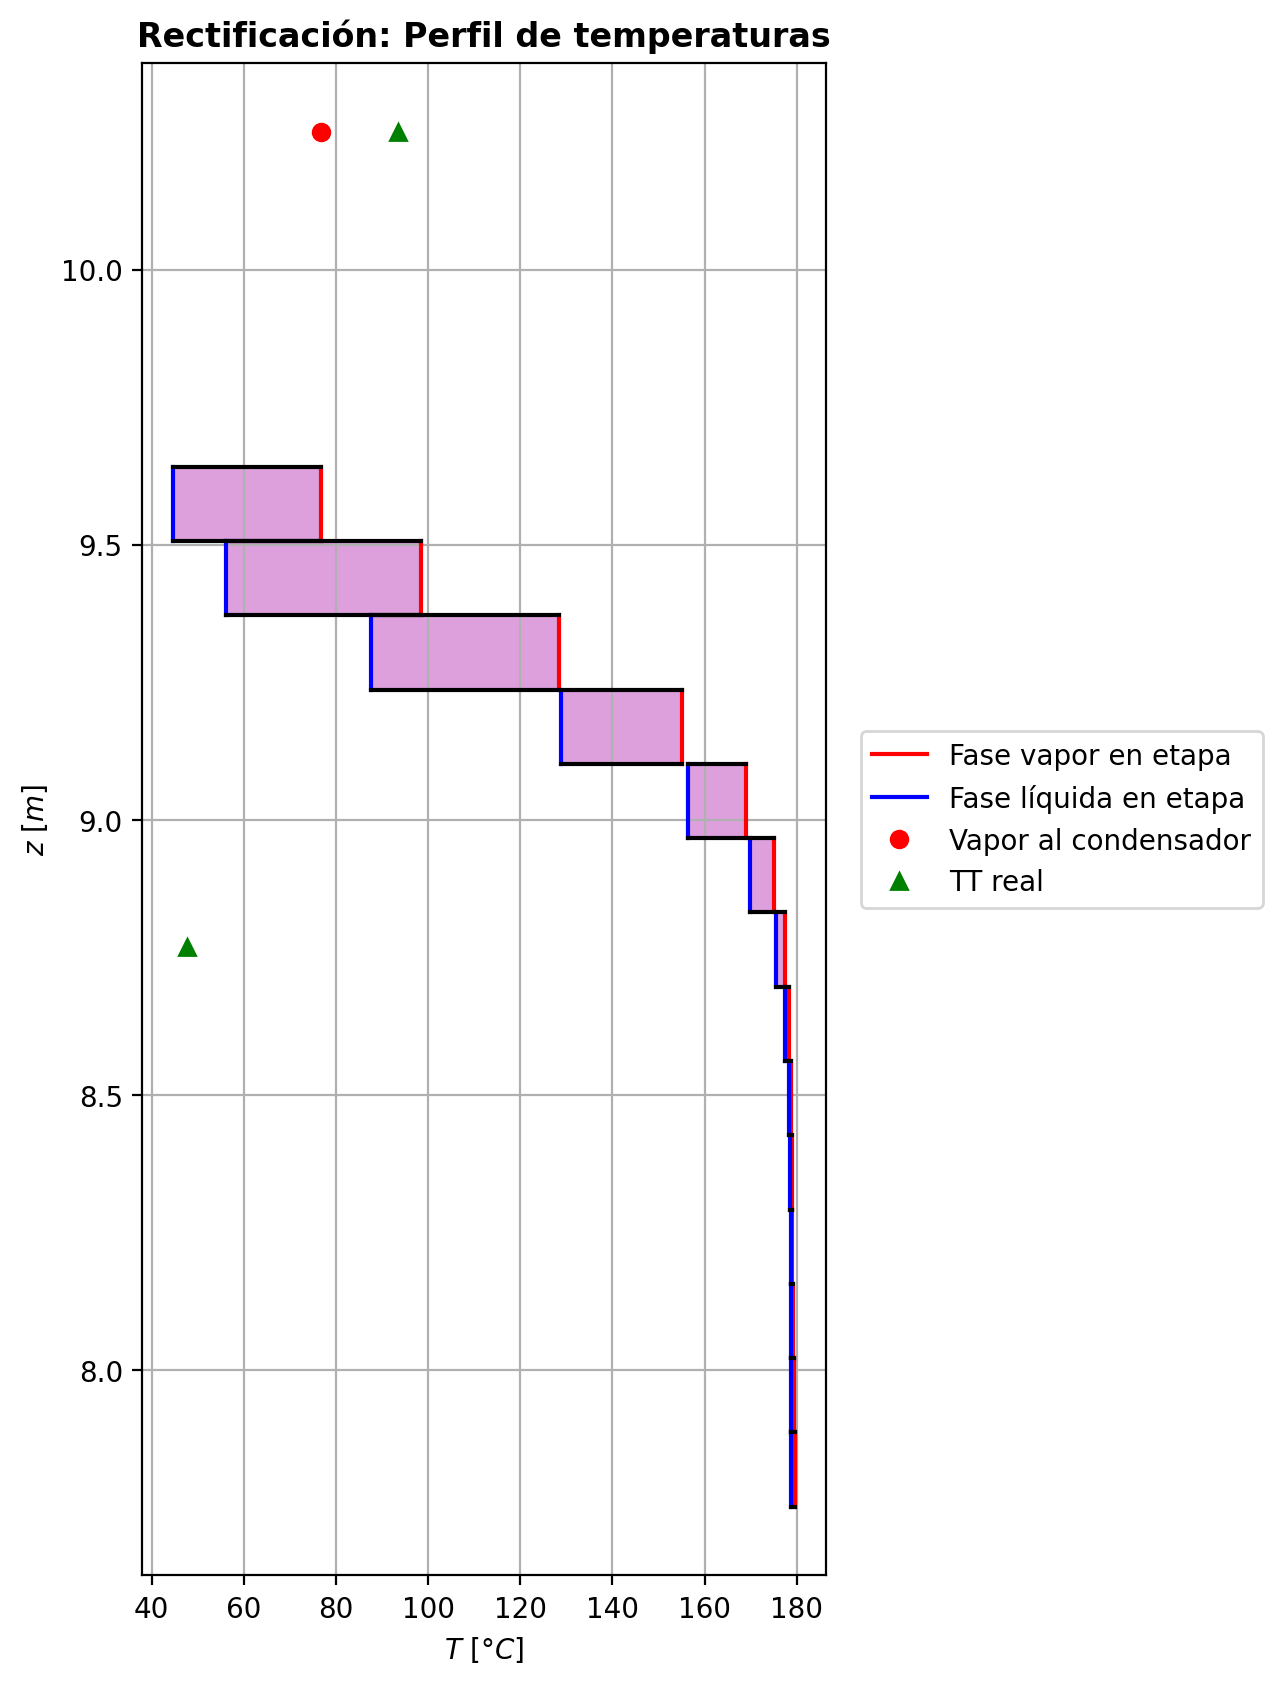 Rectificación: Perfil de temperaturas
10.0
9.5
9.0
8.5
8.0
z [m]
40 60 80 100 120 140 160 180
T [°C]
Fase vapor en etapa
Fase líquida en etapa
Vapor al condensador
TT real